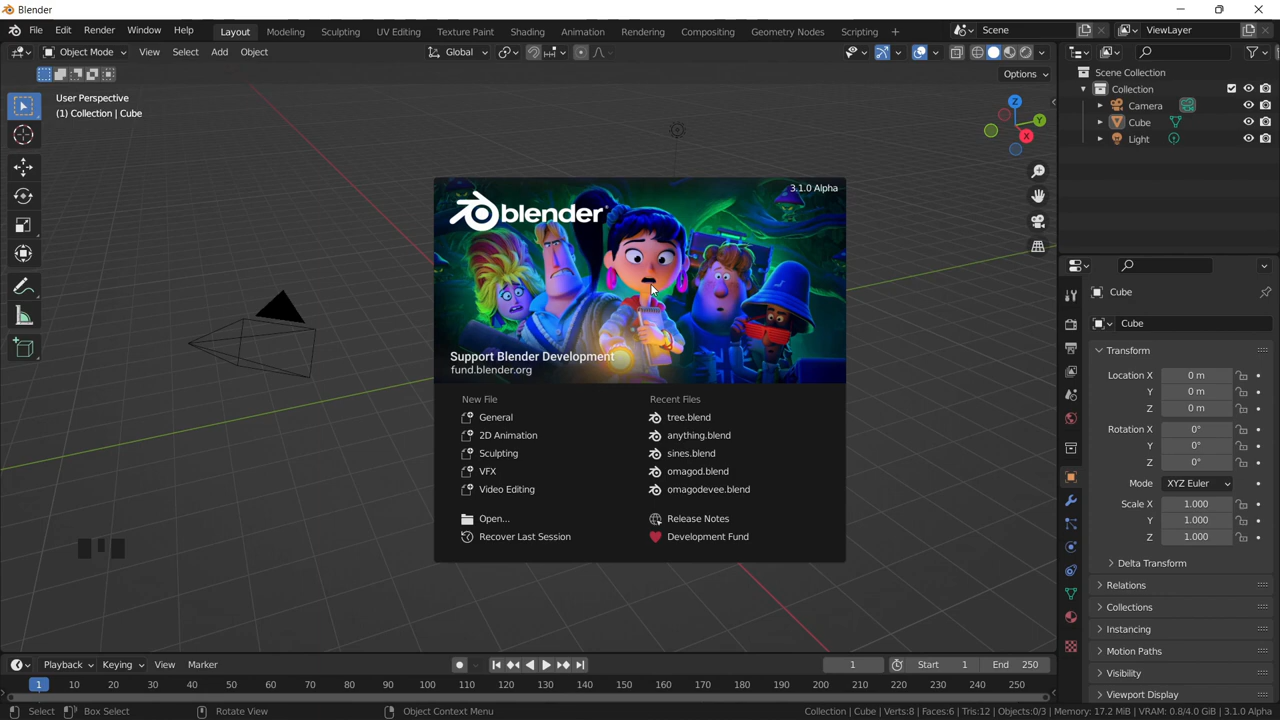 Blender
File Edit Render Window Help Layout Modeling Sculpting UV Editing Texture Paint Shading Animation Rendering Compositing Geometry Nodes Scripting + Scene ViewLayer
Object Mode View Select Add Object Global
Options
User Perspective
(1) Collection | Cube
Z
Y
X
Scene Collection
Collection
Camera
Cube
Light
3.1.0 Alpha
blender
Support Blender Development
fund.blender.org
New File
General
2D Animation
Sculpting
VFX
Video Editing
Open...
Recover Last Session
Recent Files
tree.blend
anything.blend
sines.blend
omagod.blend
omagodevee.blend
Release Notes
Development Fund
Cube
Cube
Transform
Location X 0 m
Y 0 m
Z 0 m
Rotation X 0°
Y 0°
Z 0°
Mode XYZ Euler
Scale X 1.000
Y 1.000
Z 1.000
Delta Transform
Relations
Collections
Instancing
Motion Paths
Visibility
Viewport Display
Playback Keying View Marker 1 Start 1 End 250
1 10 20 30 40 50 60 70 80 90 100 110 120 130 140 150 160 170 180 190 200 210 220 230 240 250
Select Box Select Rotate View Object Context Menu Collection | Cube | Verts:8 | Faces:6 | Tris:12 | Objects:0/3 | Memory: 17.2 MiB | VRAM: 0.8/4.0 GiB | 3.1.0 Alpha